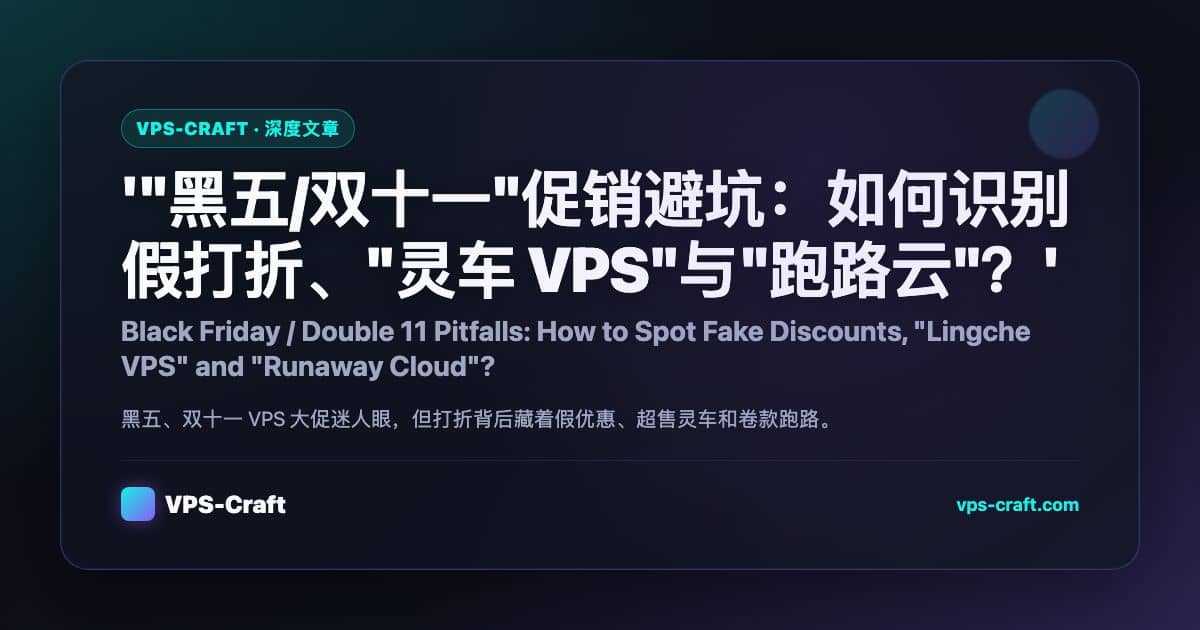 VPS-CRAFT · 深度文章
'"黑五/双十一"促销避坑：如何识别
假打折、"灵车 VPS"与"跑路云"？'
Black Friday / Double 11 Pitfalls: How to Spot Fake Discounts, "Lingche
VPS" and "Runaway Cloud"?
黑五、双十一 VPS 大促迷人眼，但打折背后藏着假优惠、超售灵车和卷款跑路。
VPS-Craft
vps-craft.com